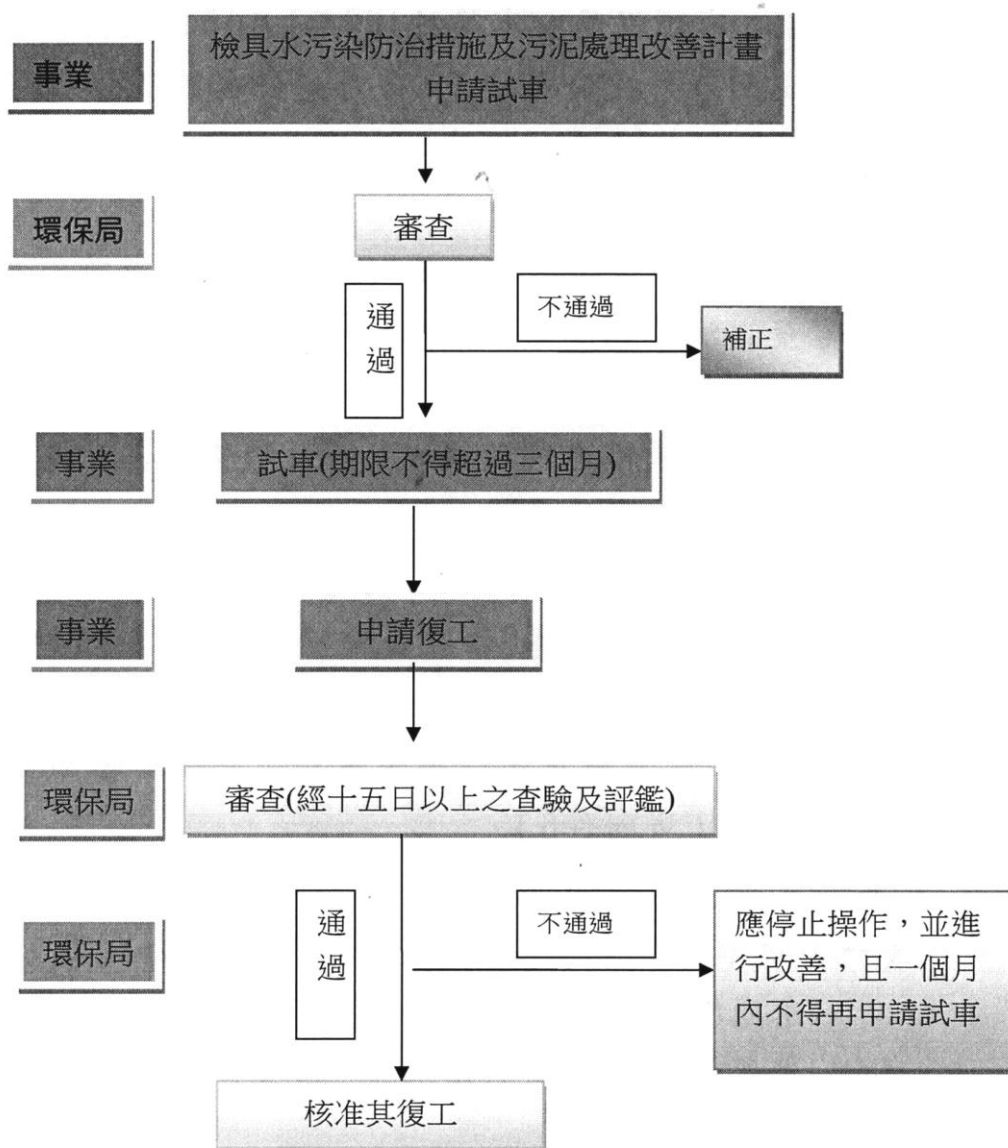 事業
檢具水污染防治措施及污泥處理改善計畫
申請試車
環保局
審查
通
過
不通過
補正
事業
試車(期限不得超過三個月)
事業
申請復工
環保局
審查(經十五日以上之查驗及評鑑)
環保局
通
過
不通過
應停止操作，並進
行改善，且一個月
內不得再申請試車
核准其復工